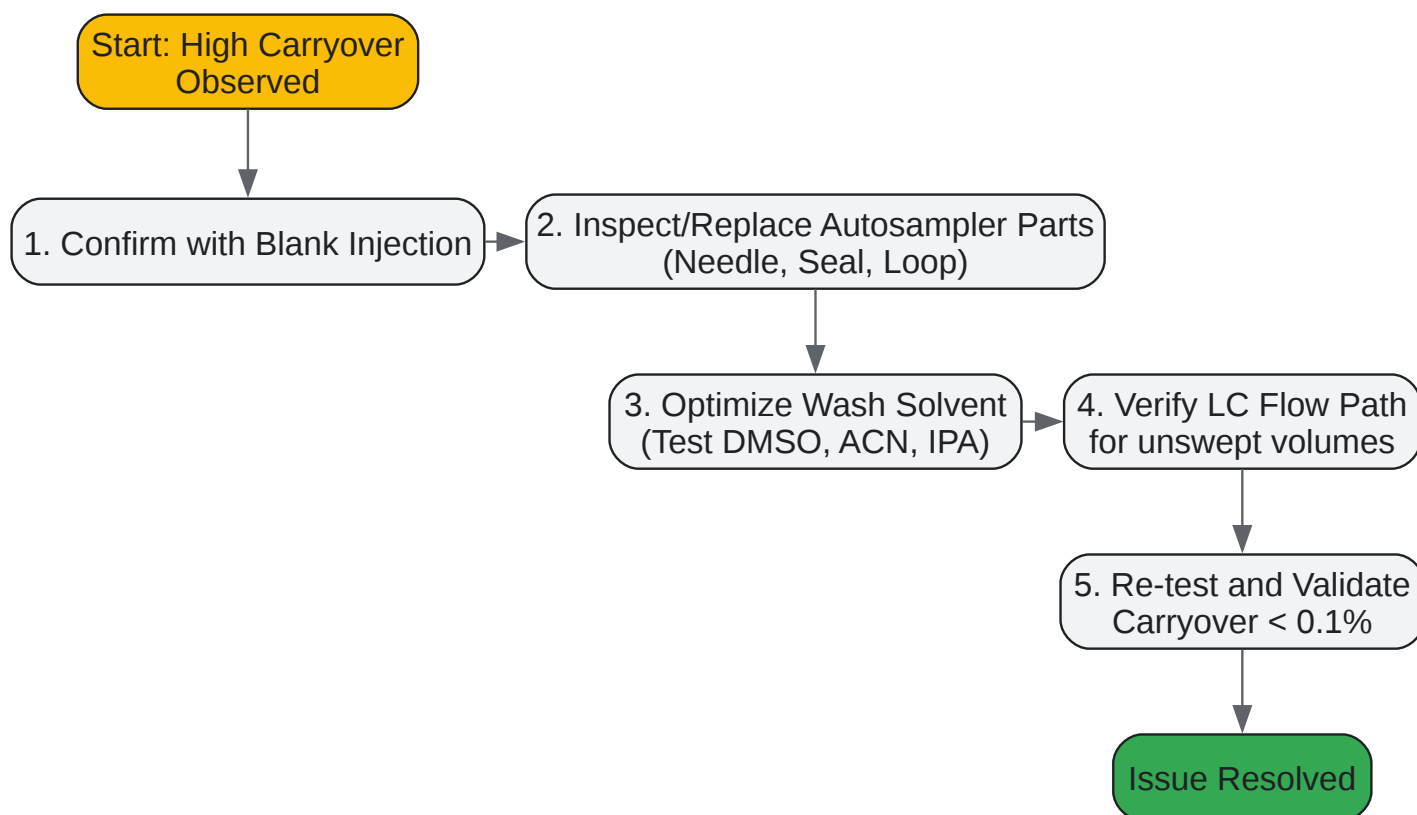 Start: High Carryover
Observed
1. Confirm with Blank Injection
2. Inspect/Replace Autosampler Parts
(Needle, Seal, Loop)
3. Optimize Wash Solvent
(Test DMSO, ACN, IPA)
4. Verify LC Flow Path
for unswept volumes
5. Re-test and Validate
Carryover < 0.1%
Issue Resolved